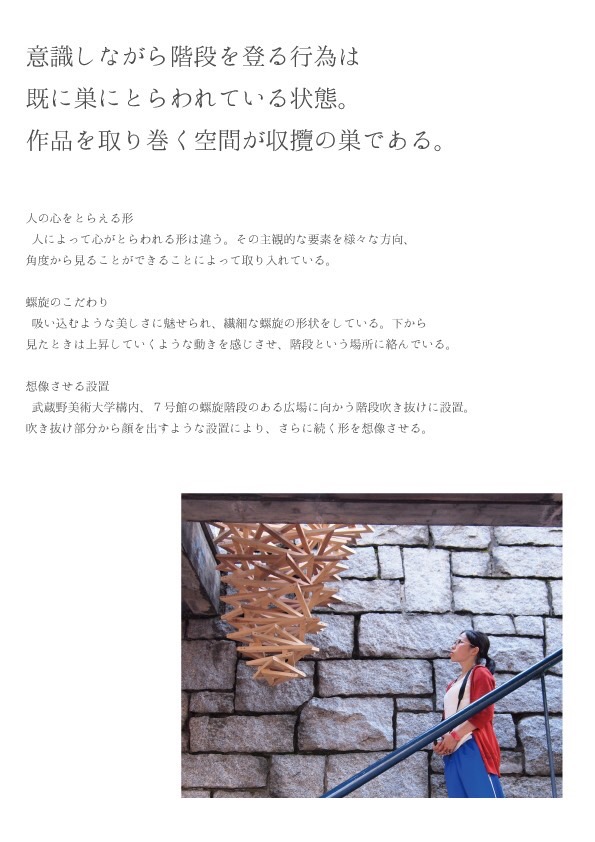 意識しながら階段を登る行為は
既に巣にとらわれている状態。
作品を取り巻く空間が収攬の巣である。
人の心をとらえる形
人によって心がとらわれる形は違う。その主観的な要素を様々な方向、
角度から見ることができることによって取り入れている。
螺旋のこだわり
吸い込むような美しさに魅せられ、繊細な螺旋の形状をしている。下から
見たときは上昇していくような動きを感じさせ、階段という場所に絡んでいる。
想像させる設置
武蔵野美術大学構内、７号館の螺旋階段のある広場に向かう階段吹き抜けに設置。
吹き抜け部分から顔を出すような設置により、さらに続く形を想像させる。